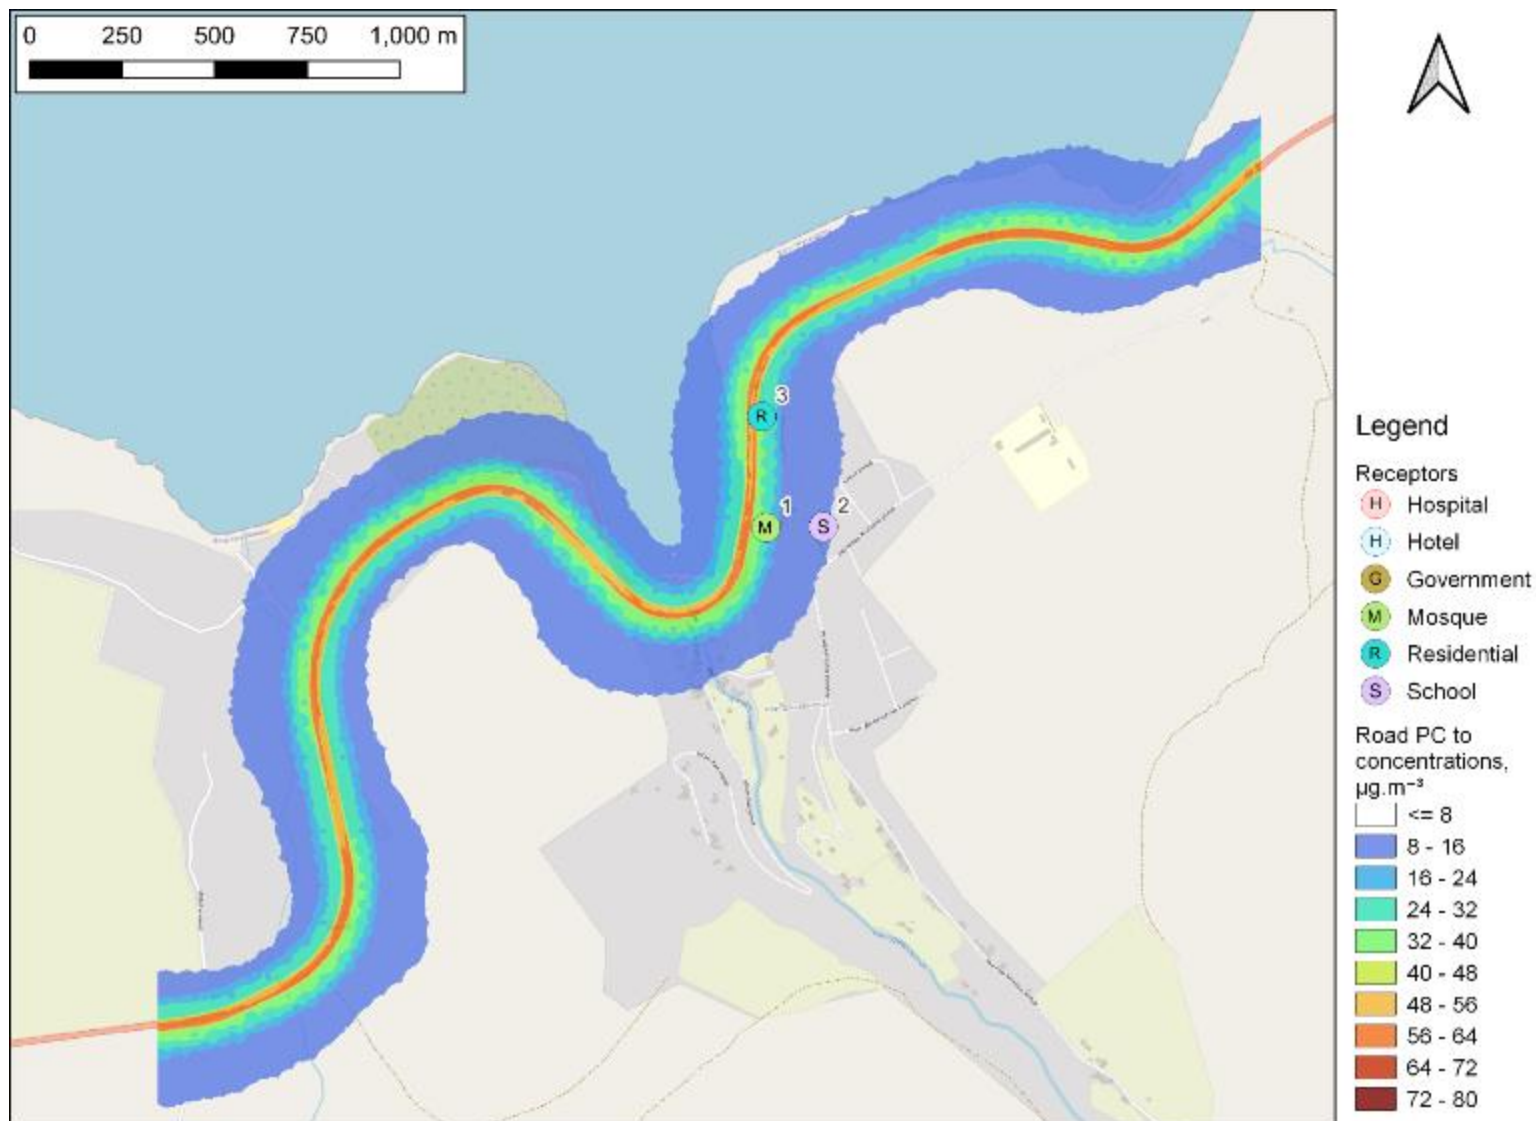 0 250 500 750 1,000 m
3
1
2
R
M
S
Legend
Receptors
H Hospital
H Hotel
G Government
M Mosque
R Residential
S School
Road PC to
concentrations,
µg.m⁻³
<= 8
8 - 16
16 - 24
24 - 32
32 - 40
40 - 48
48 - 56
56 - 64
64 - 72
72 - 80